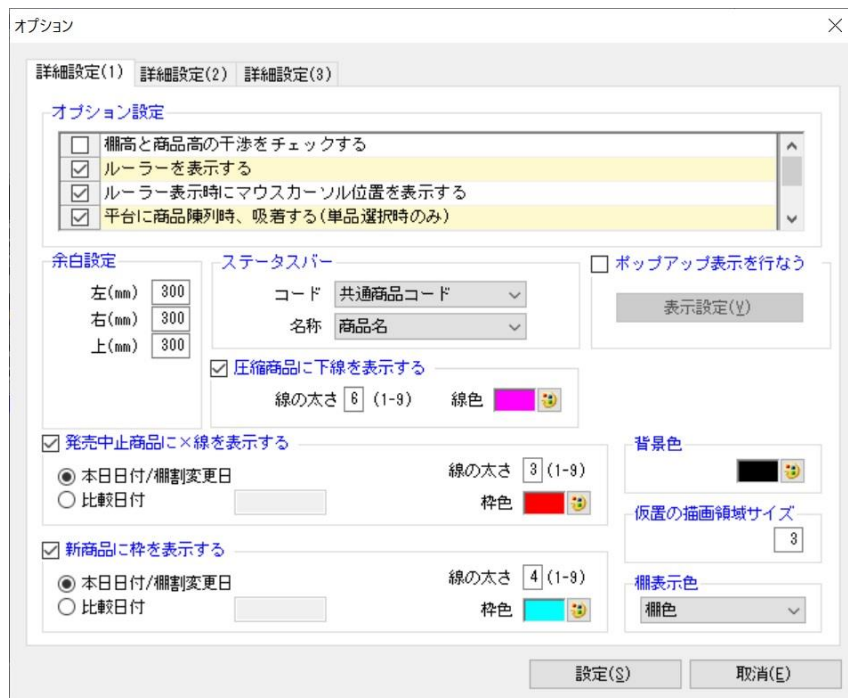 オプション
詳細設定(1) 詳細設定(2) 詳細設定(3)
オプション設定
棚高と商品高の干渉をチェックする
ルーラーを表示する
ルーラー表示時にマウスカーソル位置を表示する
平台に商品陳列時、吸着する(単品選択時のみ)
余白設定
左(mm) 300
右(mm) 300
上(mm) 300
ステータスバー
コード 共通商品コード
名称 商品名
ポップアップ表示を行なう
表示設定(V)
圧縮商品に下線を表示する
線の太さ 6 (1-9) 線色
発売中止商品に×線を表示する
本日日付/棚割変更日
比較日付
線の太さ 3 (1-9)
枠色
背景色
仮置の描画領域サイズ
3
新商品に枠を表示する
本日日付/棚割変更日
比較日付
線の太さ 4 (1-9)
枠色
棚表示色
棚色
設定(S) 取消(E)